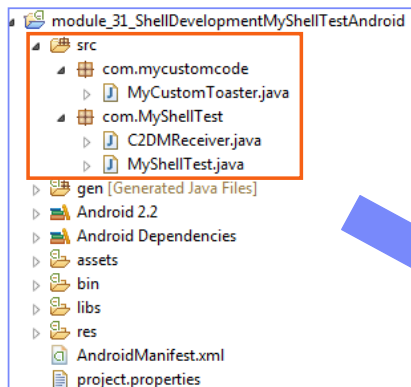 module_31_ShellDevelopmentMyShellTestAndroid
src
com.mycustomcode
MyCustomToaster.java
com.MyShellTest
C2DMReceiver.java
MyShellTest.java
gen [Generated Java Files]
Android 2.2
Android Dependencies
assets
bin
libs
res
AndroidManifest.xml
project.properties